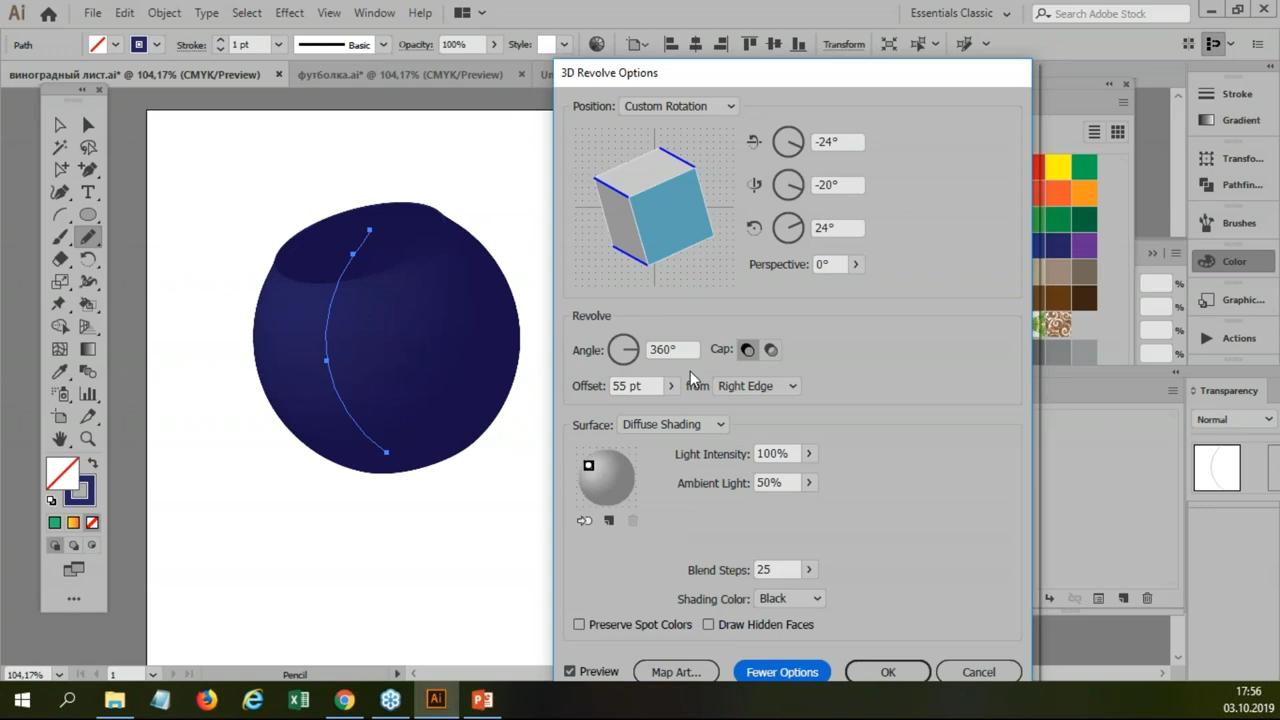 Ai File Edit Object Type Select Effect View Window Help Essentials Classic Search Adobe Stock
Path Stroke: 1 pt Basic Opacity: 100% Style: Transform
виноградный лист.ai* @ 104,17% (CMYK/Preview) × футболка.ai* @ 104,17% (CMYK/Preview) ×
3D Revolve Options
Position: Custom Rotation
-24°
-20°
24°
Perspective: 0°
Revolve
Angle: 360° Cap:
Offset: 55 pt from Right Edge
Surface: Diffuse Shading
Light Intensity: 100%
Ambient Light: 50%
Blend Steps: 25
Shading Color: Black
Preserve Spot Colors Draw Hidden Faces
Preview Map Art... Fewer Options OK Cancel
Stroke
Gradient
Transfo...
Pathfin...
Brushes
Color
Graphic...
Actions
%
%
%
%
Transparency
Normal
104,17% 1 Pencil
17:56
03.10.2019